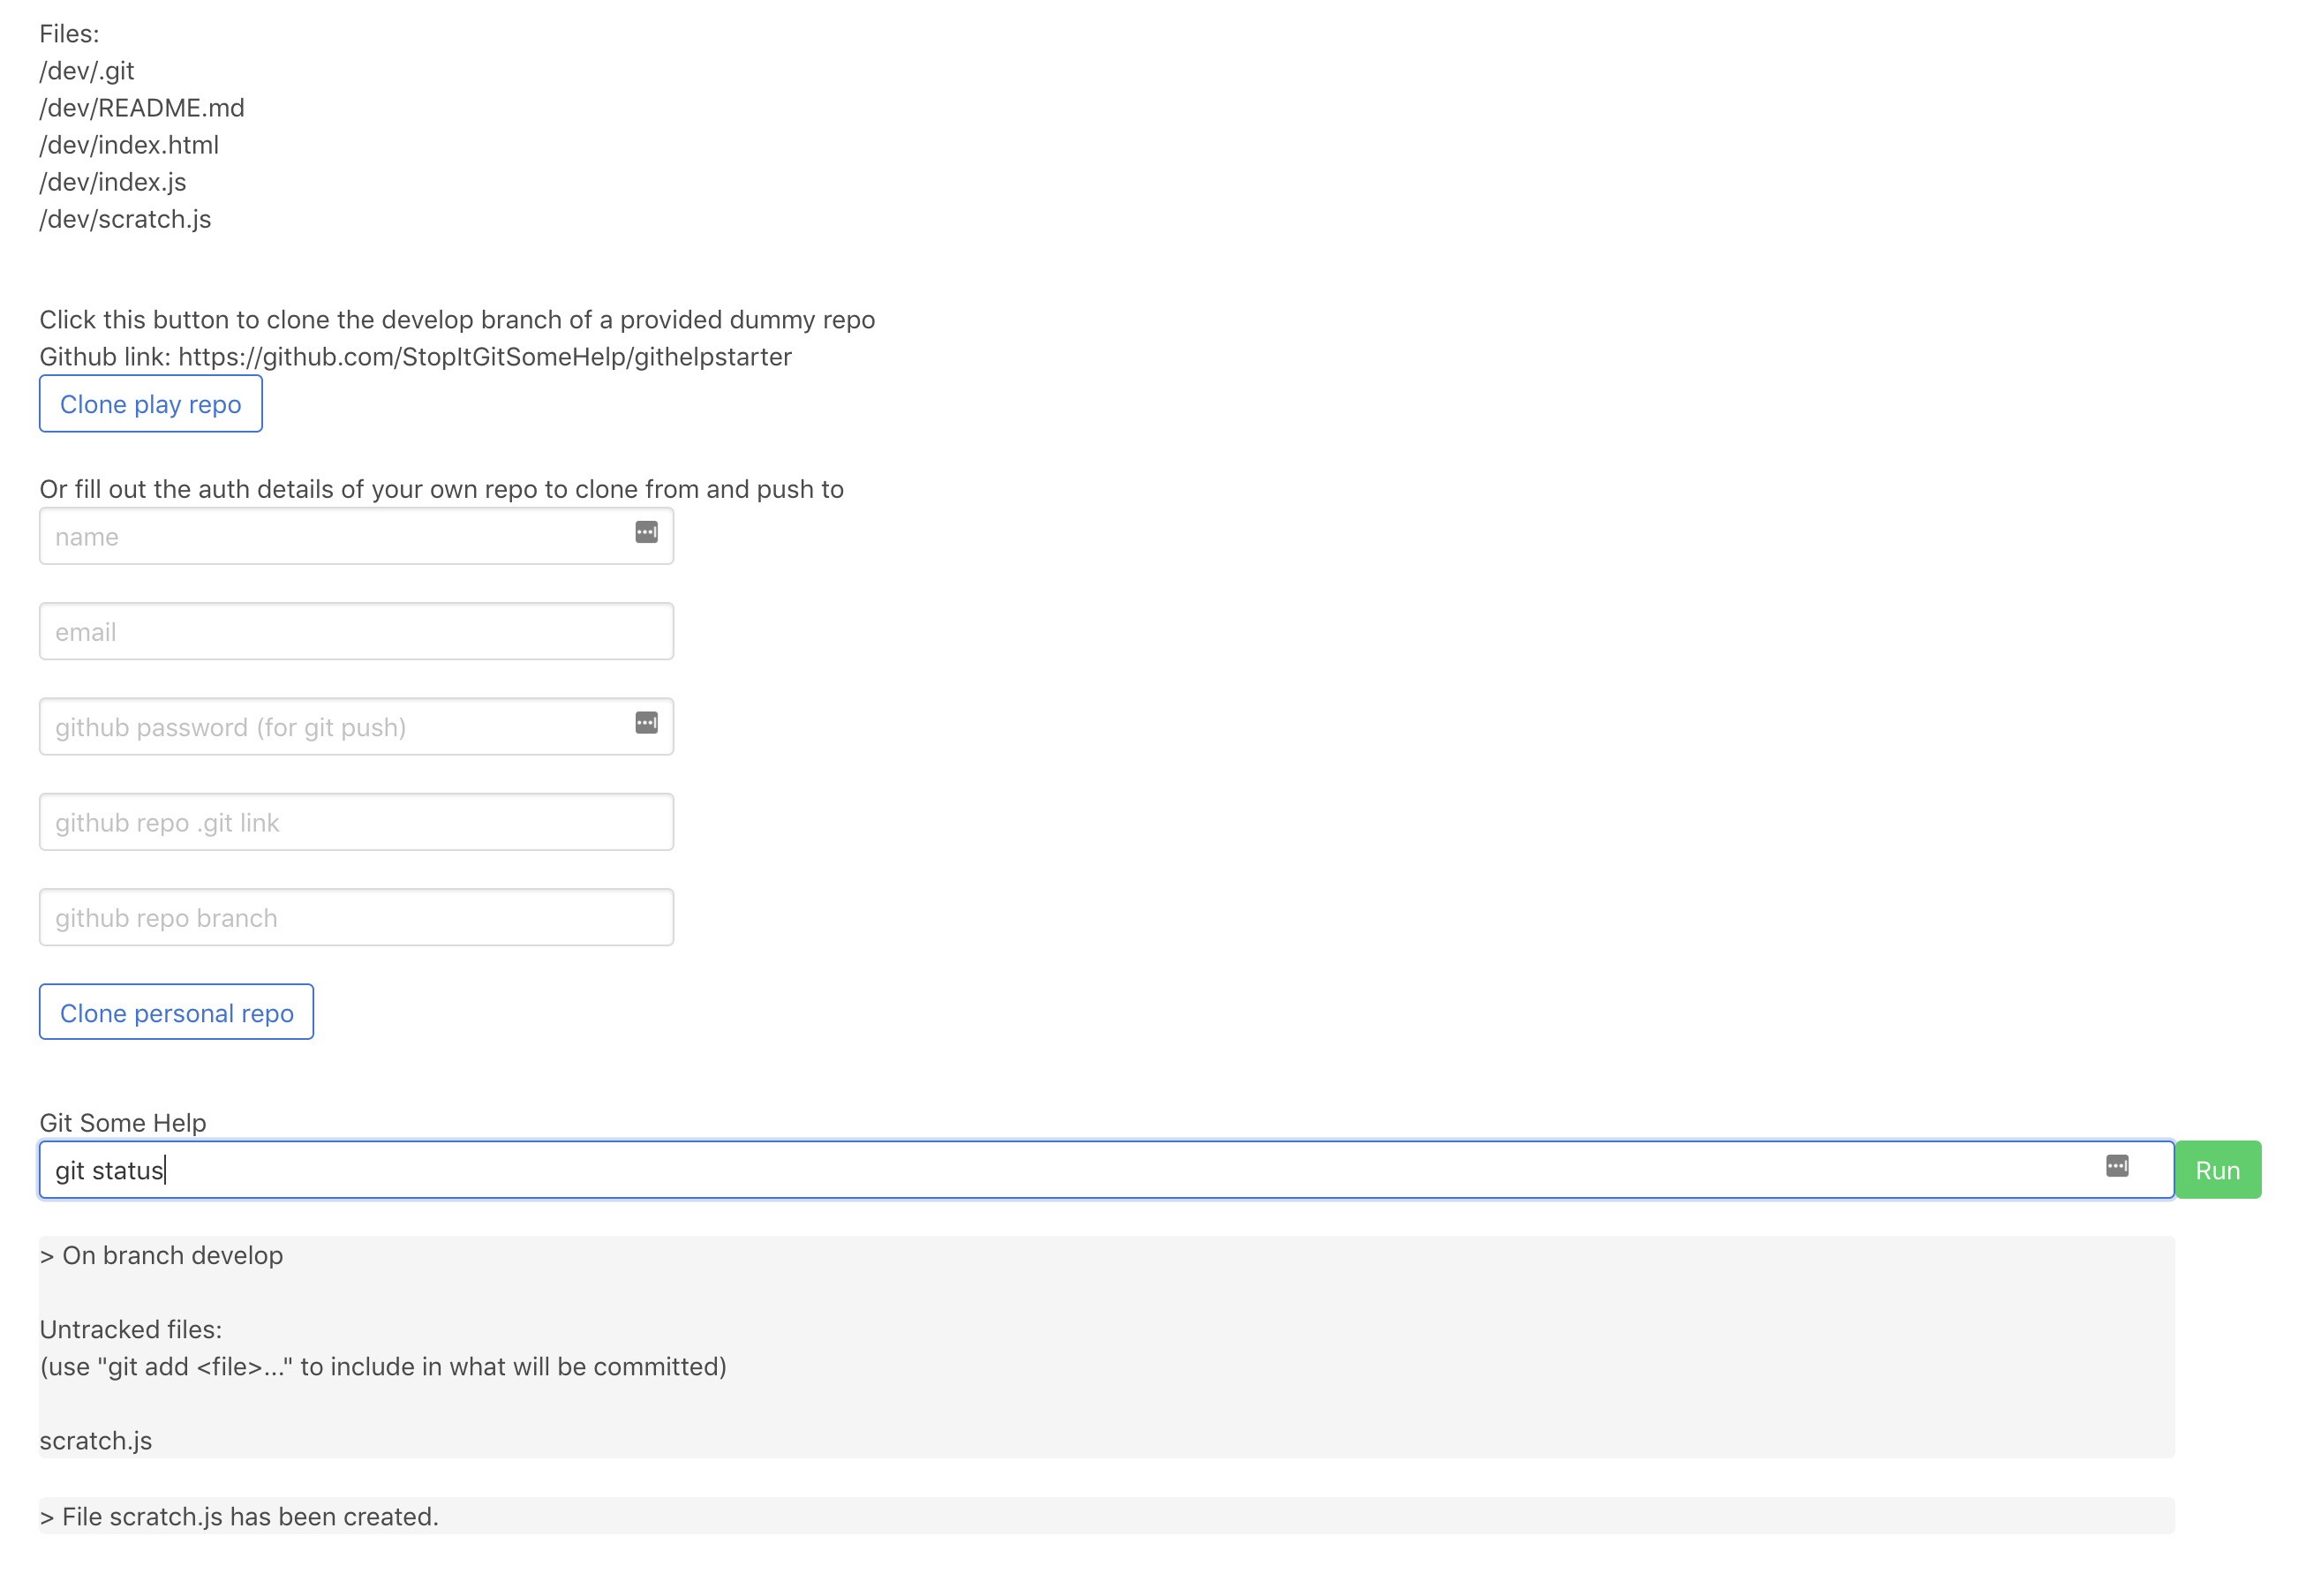 Files:
/dev/.git
/dev/README.md
/dev/index.html
/dev/index.js
/dev/scratch.js
Click this button to clone the develop branch of a provided dummy repo
Github link: https://github.com/StopItGitSomeHelp/githelpstarter
Clone play repo
Or fill out the auth details of your own repo to clone from and push to
name
email
github password (for git push)
github repo .git link
github repo branch
Clone personal repo
Git Some Help
git status
Run
> On branch develop
Untracked files:
(use "git add <file>..." to include in what will be committed)
scratch.js
> File scratch.js has been created.